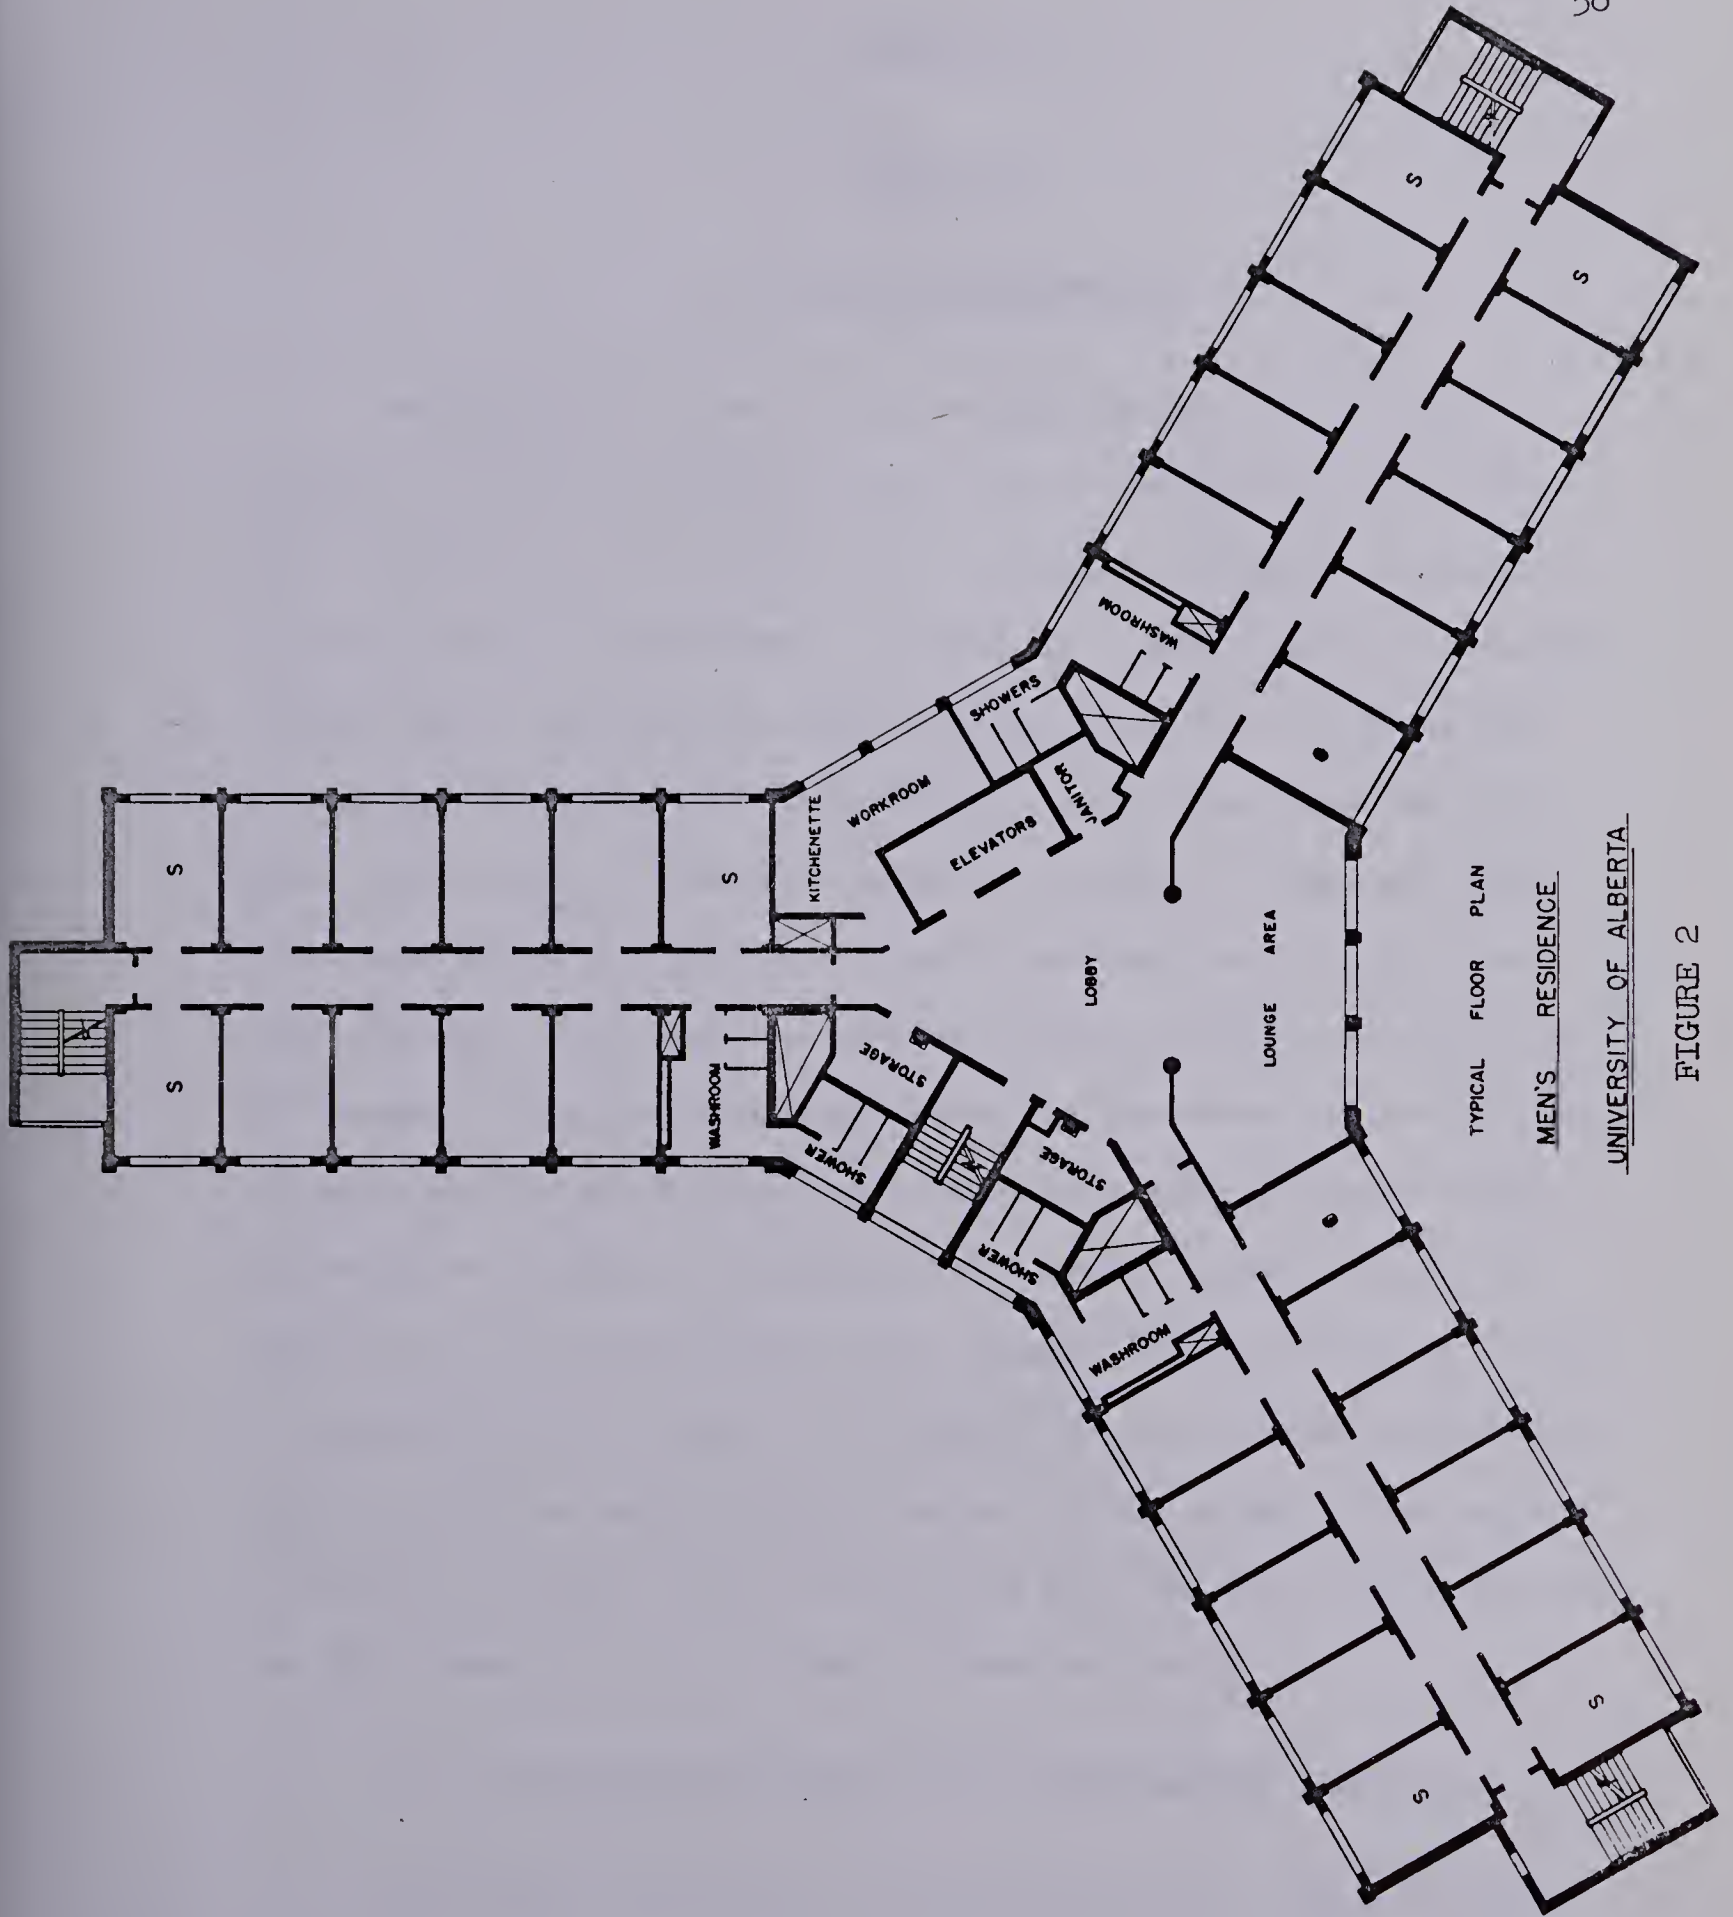 30
S
S
S
S
S
KITCHENETTE
WORKROOM
SHOWERS
WASHROOM
JANITOR
ELEVATORS
WASHROOM
STORAGE
SHOWER
STORAGE
SHOWER
WASHROOM
LOBBY
LOUNGE AREA
S
S
TYPICAL FLOOR PLAN
MEN'S RESIDENCE
UNIVERSITY OF ALBERTA
FIGURE 2